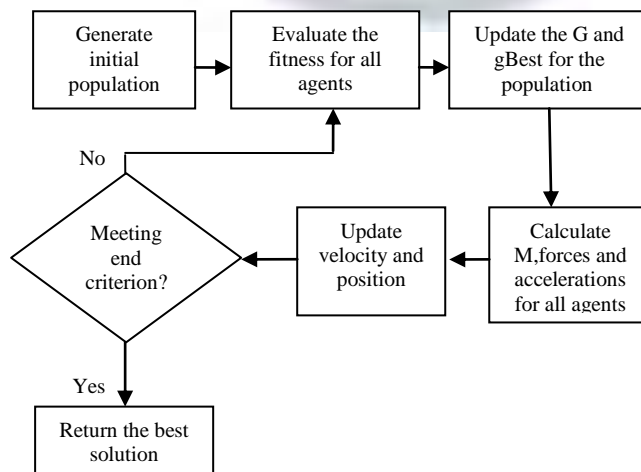 Generate
initial
population
Evaluate the
fitness for all
agents
Update the G and
gBest for the
population
Calculate
M,forces and
accelerations
for all agents
Update
velocity and
position
Meeting
end
criterion?
No
Yes
Return the best
solution